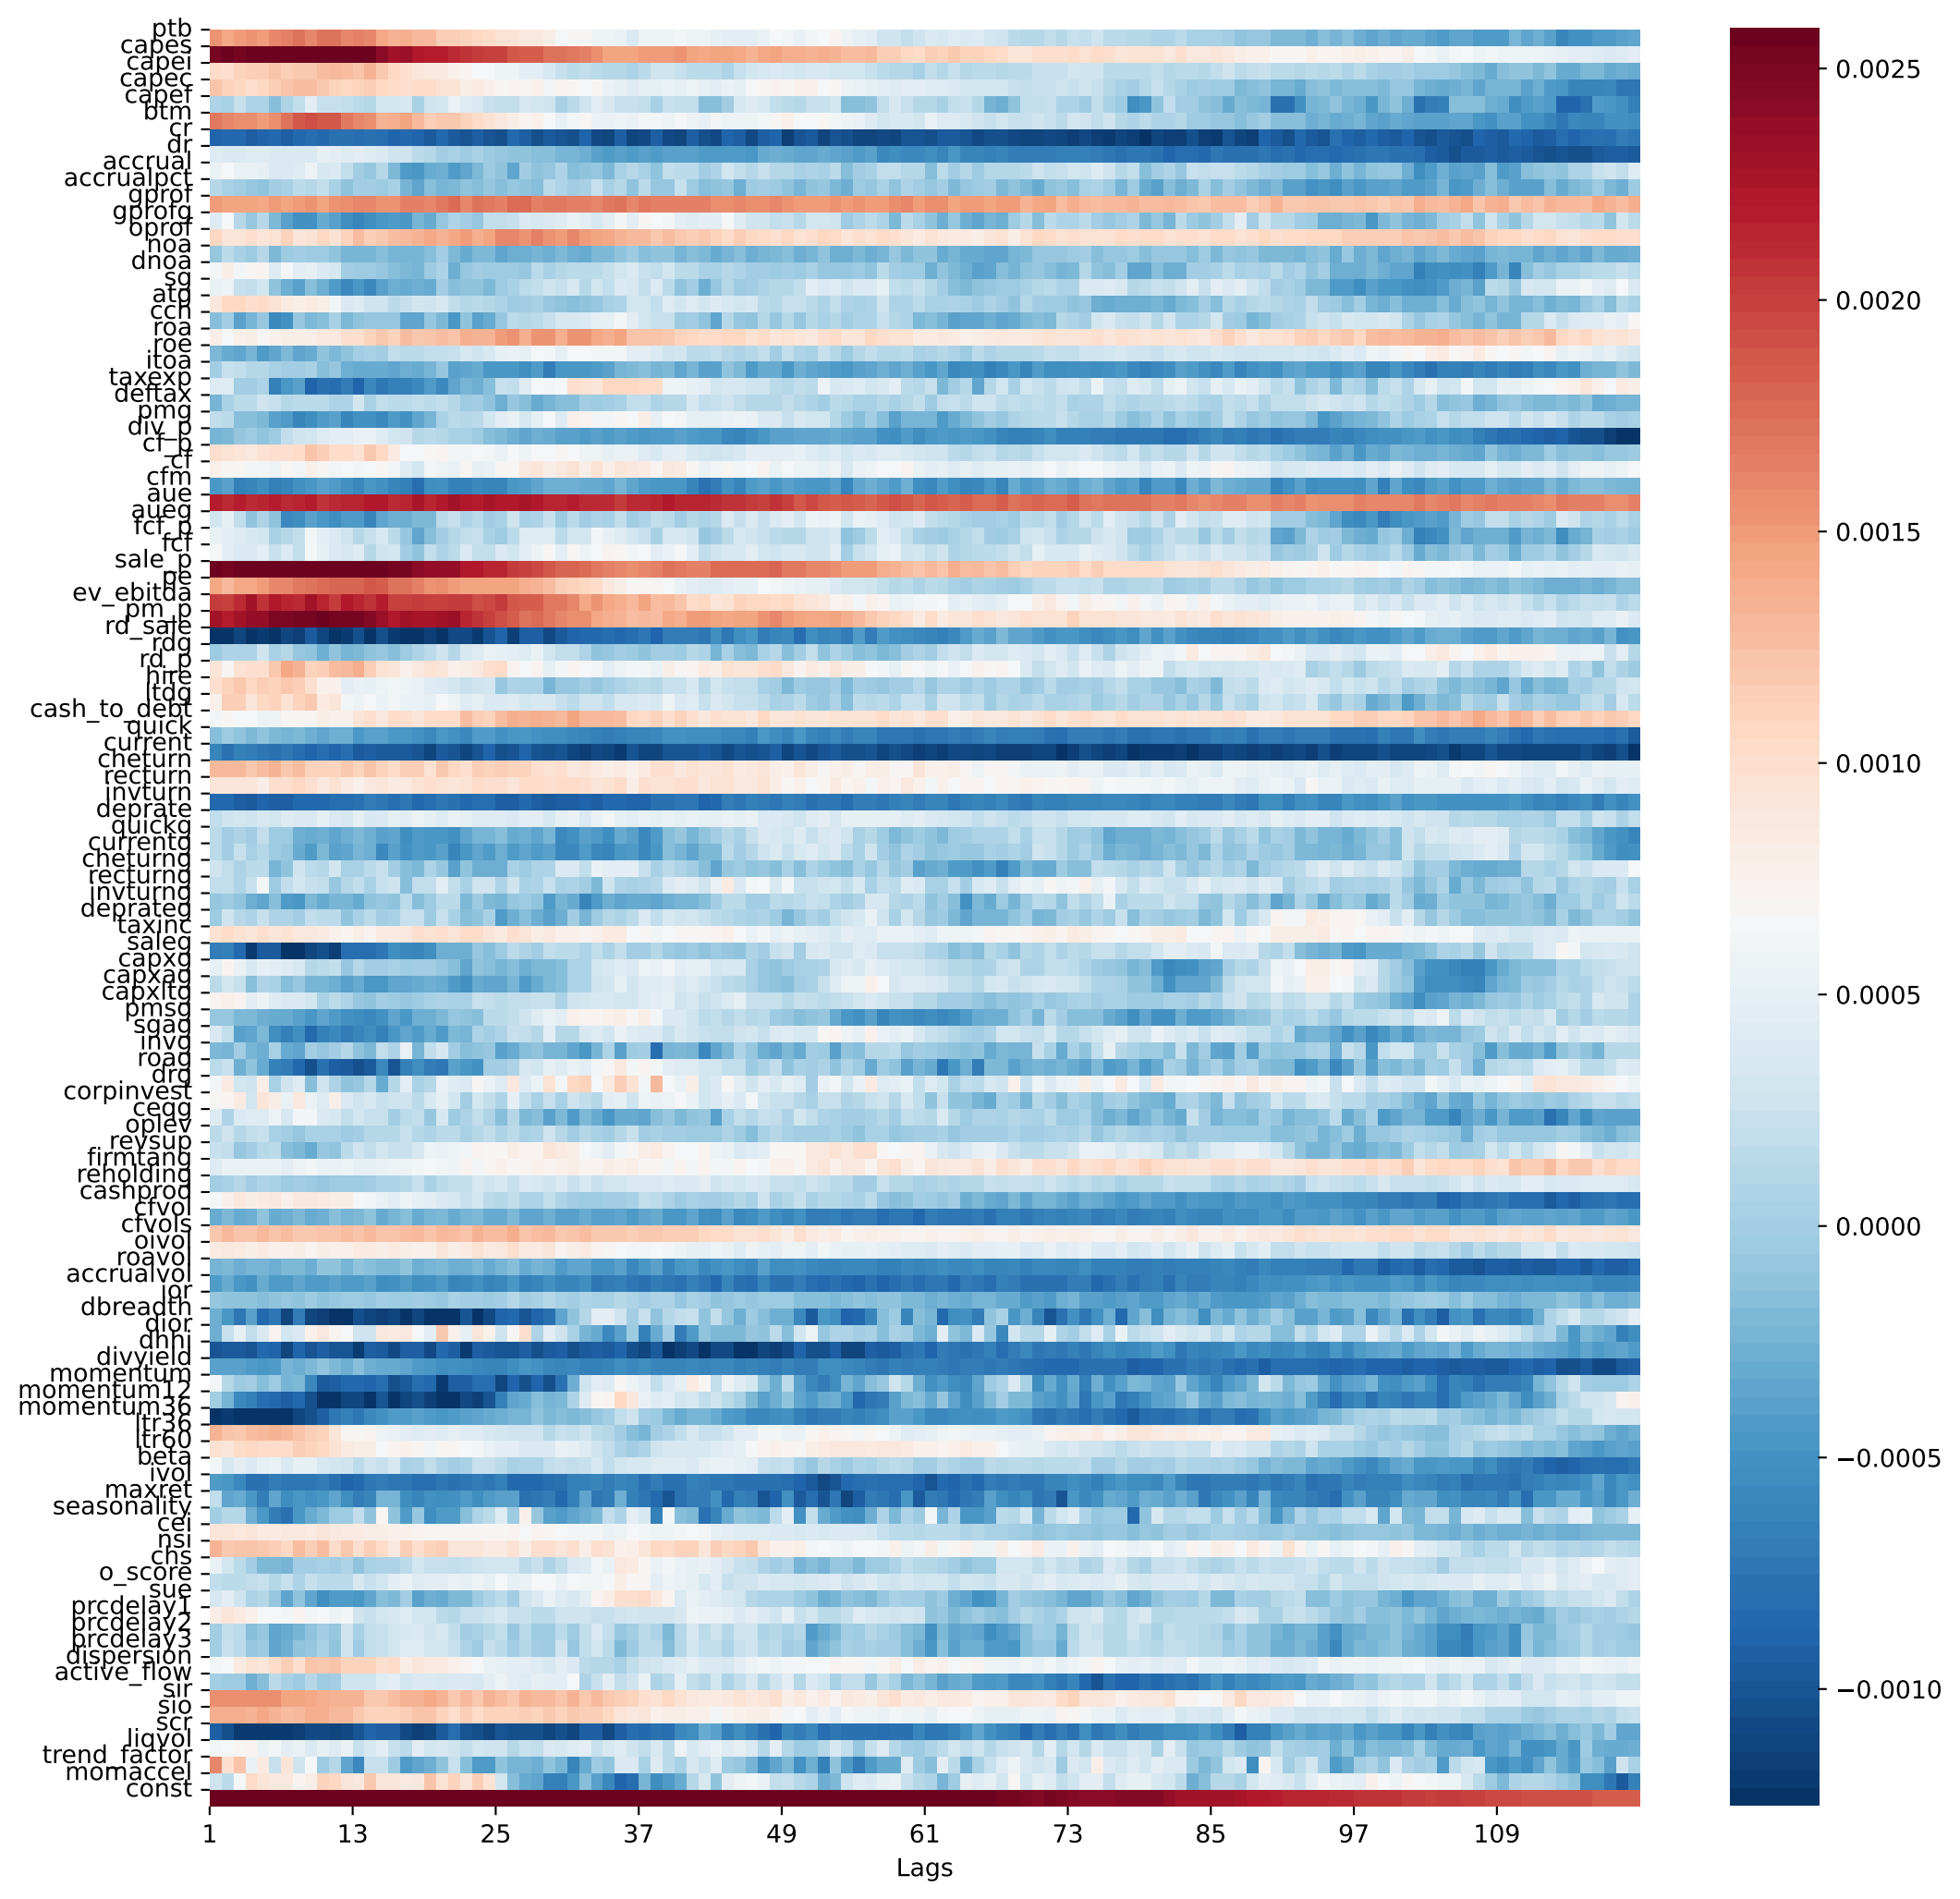 ptb
capes
capei
capec
capef
btm
cr
dr
accrual
accrualpct
gprof
gprofg
oprof
noa
dnoa
sg
atg
cch
roa
roe
itoa
taxexp
deftax
pmg
div_p
cf_p
cf
cfm
aue
aueg
fcf_p
fcf
sale_p
pe
ev_ebitda
pm_p
rd_sale
rdg
rd_p
hire
ltdg
cash_to_debt
quick
current
cheturn
recturn
invturn
deprate
quickg
currentg
cheturng
recturng
invturng
deprateg
taxinc
saleg
capxg
capxag
capxitg
pmsg
sgag
invg
roag
drg
corpinvest
ceqg
oplev
revsup
firmtang
reholding
cashprod
cfvol
cfvols
oivol
roavol
accrualvol
ior
dbreadth
dior
dhhi
divyield
momentum
momentum12
momentum36
ltr36
ltr60
beta
ivol
maxret
seasonality
cei
nsi
chs
o_score
sue
prcdelay1
prcdelay2
prcdelay3
dispersion
active_flow
sir
sio
scr
liqvol
trend_factor
momaccel
const
1 13 25 37 49 61 73 85 97 109
Lags
0.0025
0.0020
0.0015
0.0010
0.0005
0.0000
−0.0005
−0.0010